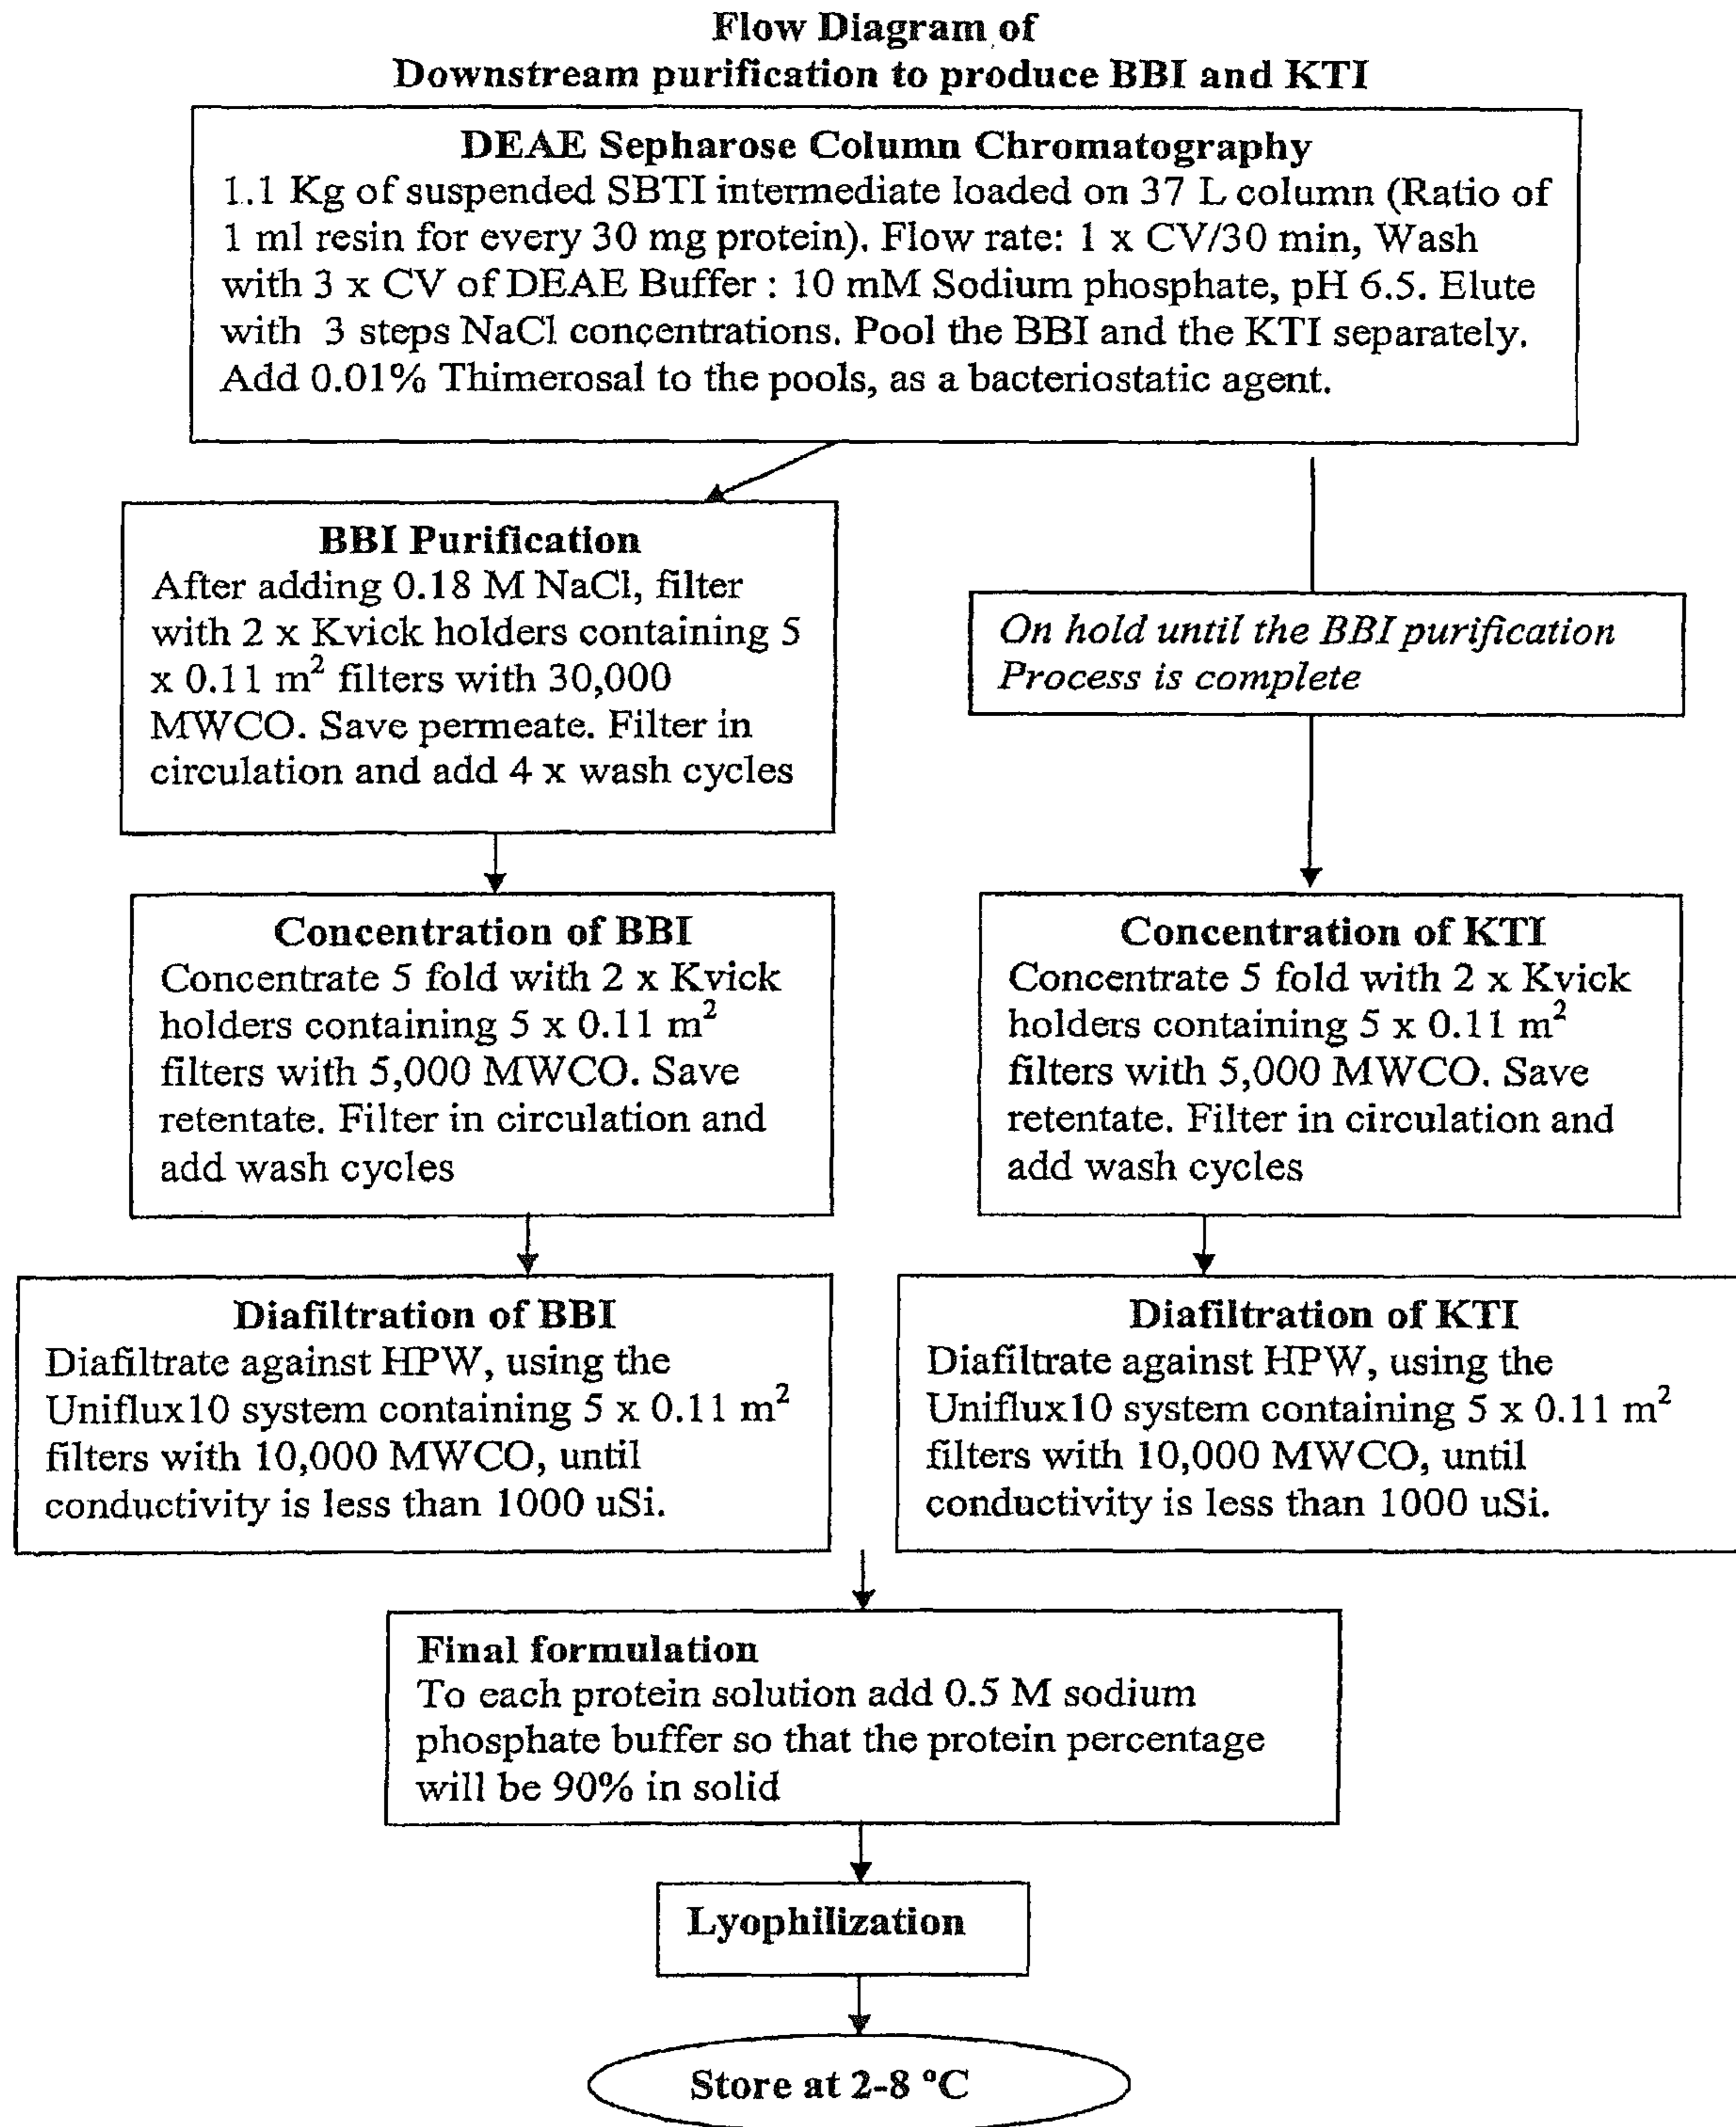 Flow Diagram of
Downstream purification to produce BBI and KTI
DEAE Sepharose Column Chromatography
1.1 Kg of suspended SBTI intermediate loaded on 37 L column (Ratio of
1 ml resin for every 30 mg protein). Flow rate: 1 x CV/30 min, Wash
with 3 x CV of DEAE Buffer : 10 mM Sodium phosphate, pH 6.5. Elute
with 3 steps NaCl concentrations. Pool the BBI and the KTI separately.
Add 0.01% Thimerosal to the pools, as a bacteriostatic agent.
BBI Purification
After adding 0.18 M NaCl, filter
with 2 x Kvick holders containing 5
x 0.11 m² filters with 30,000
MWCO. Save permeate. Filter in
circulation and add 4 x wash cycles
On hold until the BBI purification
Process is complete
Concentration of BBI
Concentrate 5 fold with 2 x Kvick
holders containing 5 x 0.11 m²
filters with 5,000 MWCO. Save
retentate. Filter in circulation and
add wash cycles
Concentration of KTI
Concentrate 5 fold with 2 x Kvick
holders containing 5 x 0.11 m²
filters with 5,000 MWCO. Save
retentate. Filter in circulation and
add wash cycles
Diafiltration of BBI
Diafiltrate against HPW, using the
Uniflux10 system containing 5 x 0.11 m²
filters with 10,000 MWCO, until
conductivity is less than 1000 uSi.
Diafiltration of KTI
Diafiltrate against HPW, using the
Uniflux10 system containing 5 x 0.11 m²
filters with 10,000 MWCO, until
conductivity is less than 1000 uSi.
Final formulation
To each protein solution add 0.5 M sodium
phosphate buffer so that the protein percentage
will be 90% in solid
Lyophilization
Store at 2-8 ºC